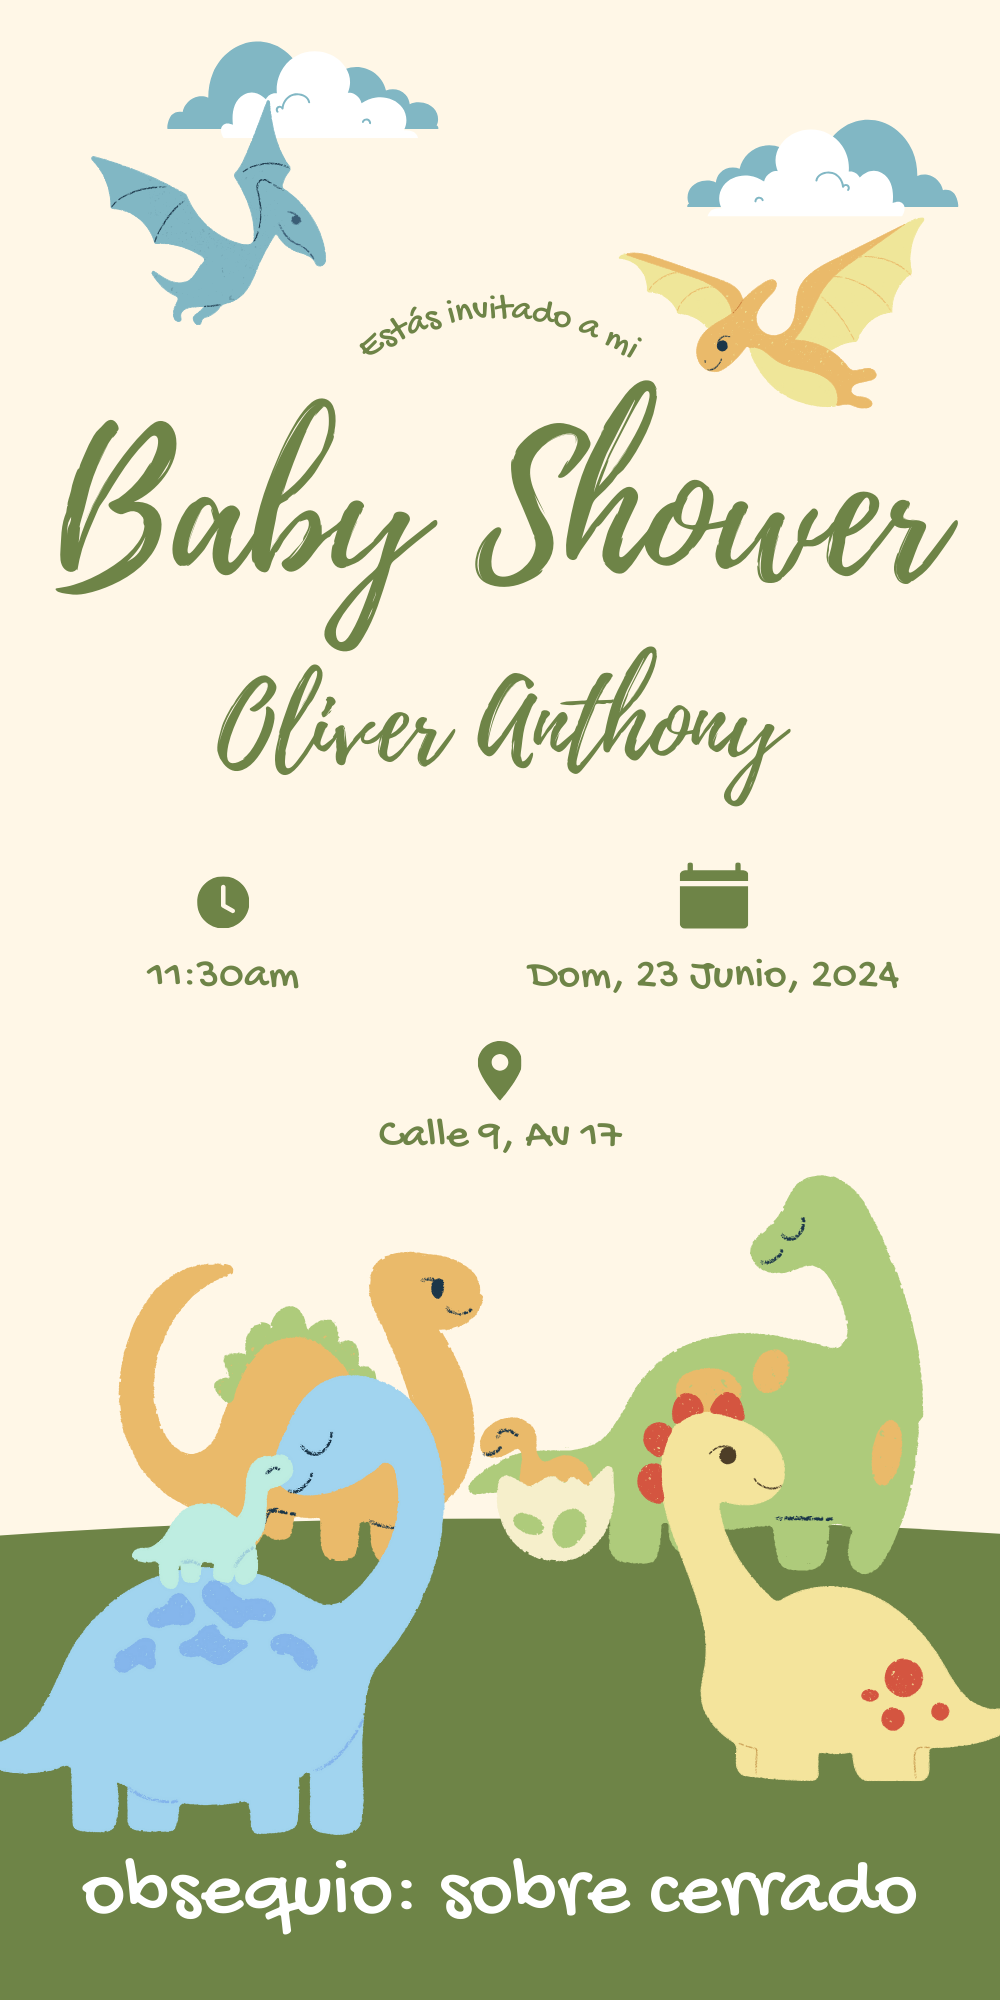 Estás invitado a mi
Baby Shower
Oliver Anthony
11:30am
Dom, 23 Junio, 2024
Calle 9, Av 17
obsequio: sobre cerrado